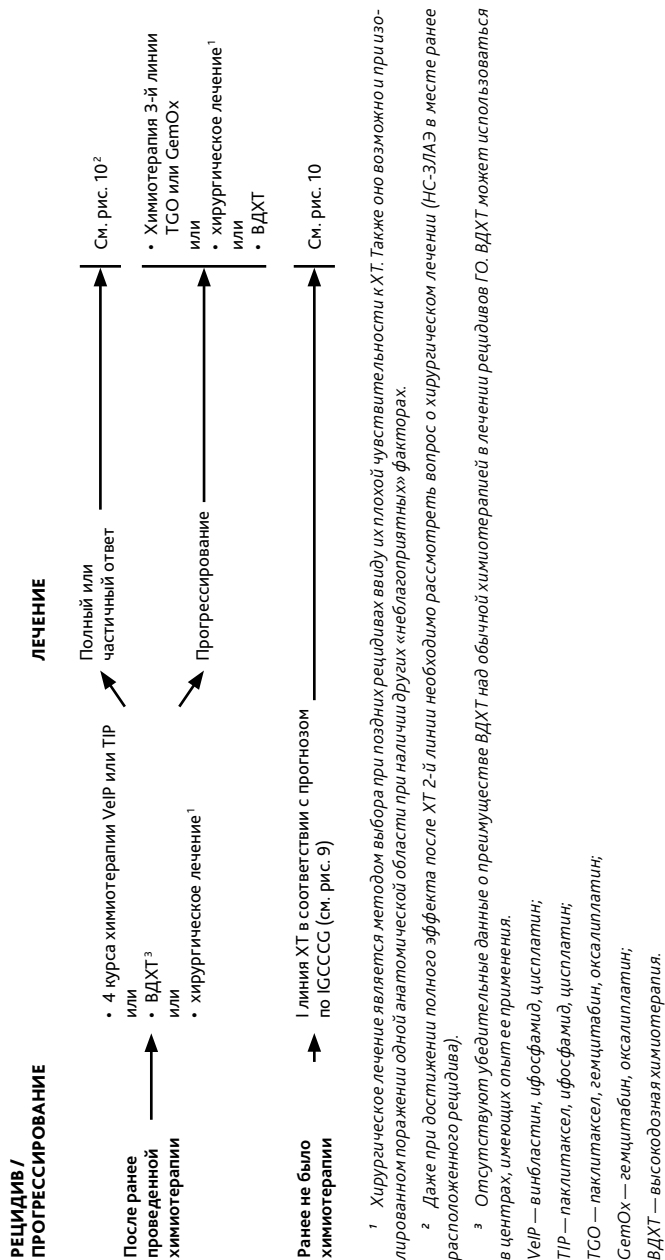 РЕЦИДИВ /
ПРОГРЕССИРОВАНИЕ
ЛЕЧЕНИЕ
После ранее
проведенной
химиотерапии
• 4 курса химиотерапии VeIP или TIP
или
• ВДХТ³
или
• хирургическое лечение¹
Полный или
частичный ответ
См. рис. 10²
Прогрессирование
• Химиотерапия 3-й линии
TGO или GemOx
или
• хирургическое лечение¹
или
• ВДХТ
Ранее не было
химиотерапии
I линия ХТ в соответствии с прогнозом
по IGCCCG (см. рис. 9)
См. рис. 10
¹ Хирургическое лечение является методом выбора при поздних рецидивах ввиду их плохой чувствительности к ХТ. Также оно возможно и при изо-
лированном поражении одной анатомической области при наличии других «неблагоприятных» факторах.
² Даже при достижении полного эффекта после ХТ 2-й линии необходимо рассмотреть вопрос о хирургическом лечении (НС-ЗЛАЭ в месте ранее
расположенного рецидива).
³ Отсутствуют убедительные данные о преимуществе ВДХТ над обычной химиотерапией в лечении рецидивов ГО. ВДХТ может использоваться
в центрах, имеющих опыт ее применения.
VeIP — винбластин, ифосфамид, цисплатин;
TIP — паклитаксел, ифосфамид, цисплатин;
TGO — паклитаксел, гемцитабин, оксалиплатин;
GemOx — гемцитабин, оксалиплатин;
ВДХТ — высокодозная химиотерапия.